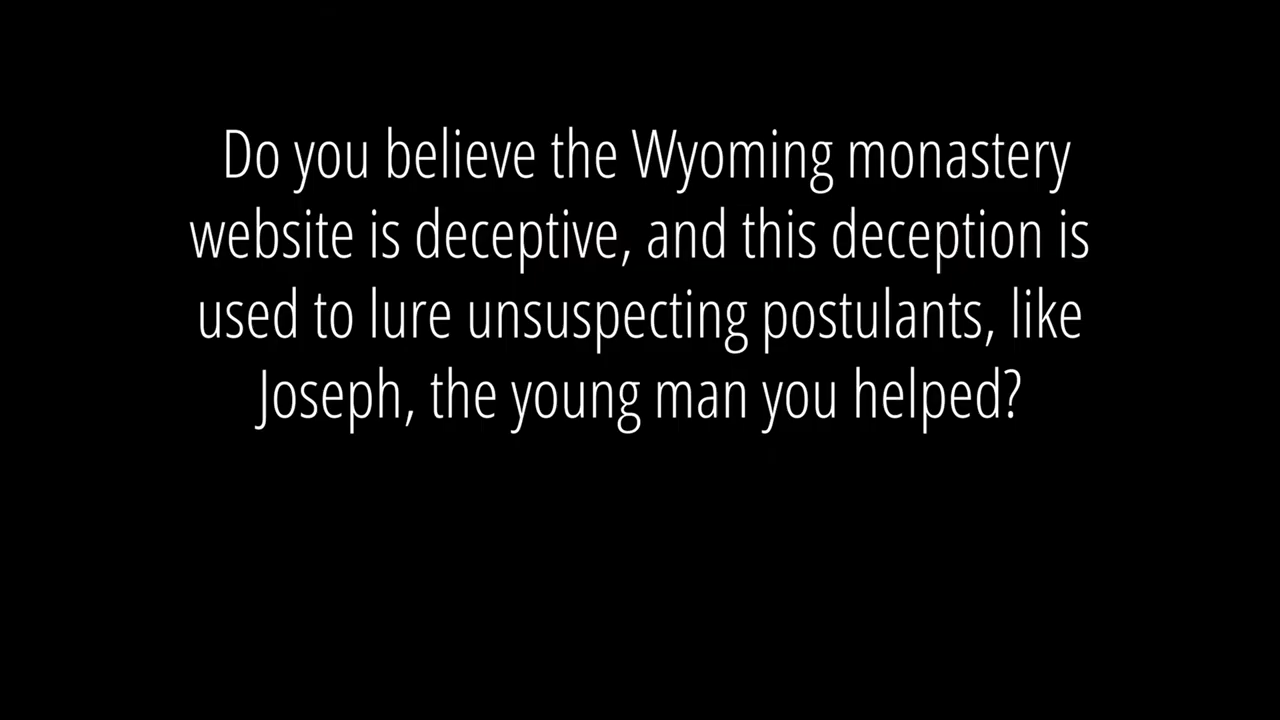 Do you believe the Wyoming monastery
website is deceptive, and this deception is
used to lure unsuspecting postulants, like
Joseph, the young man you helped?